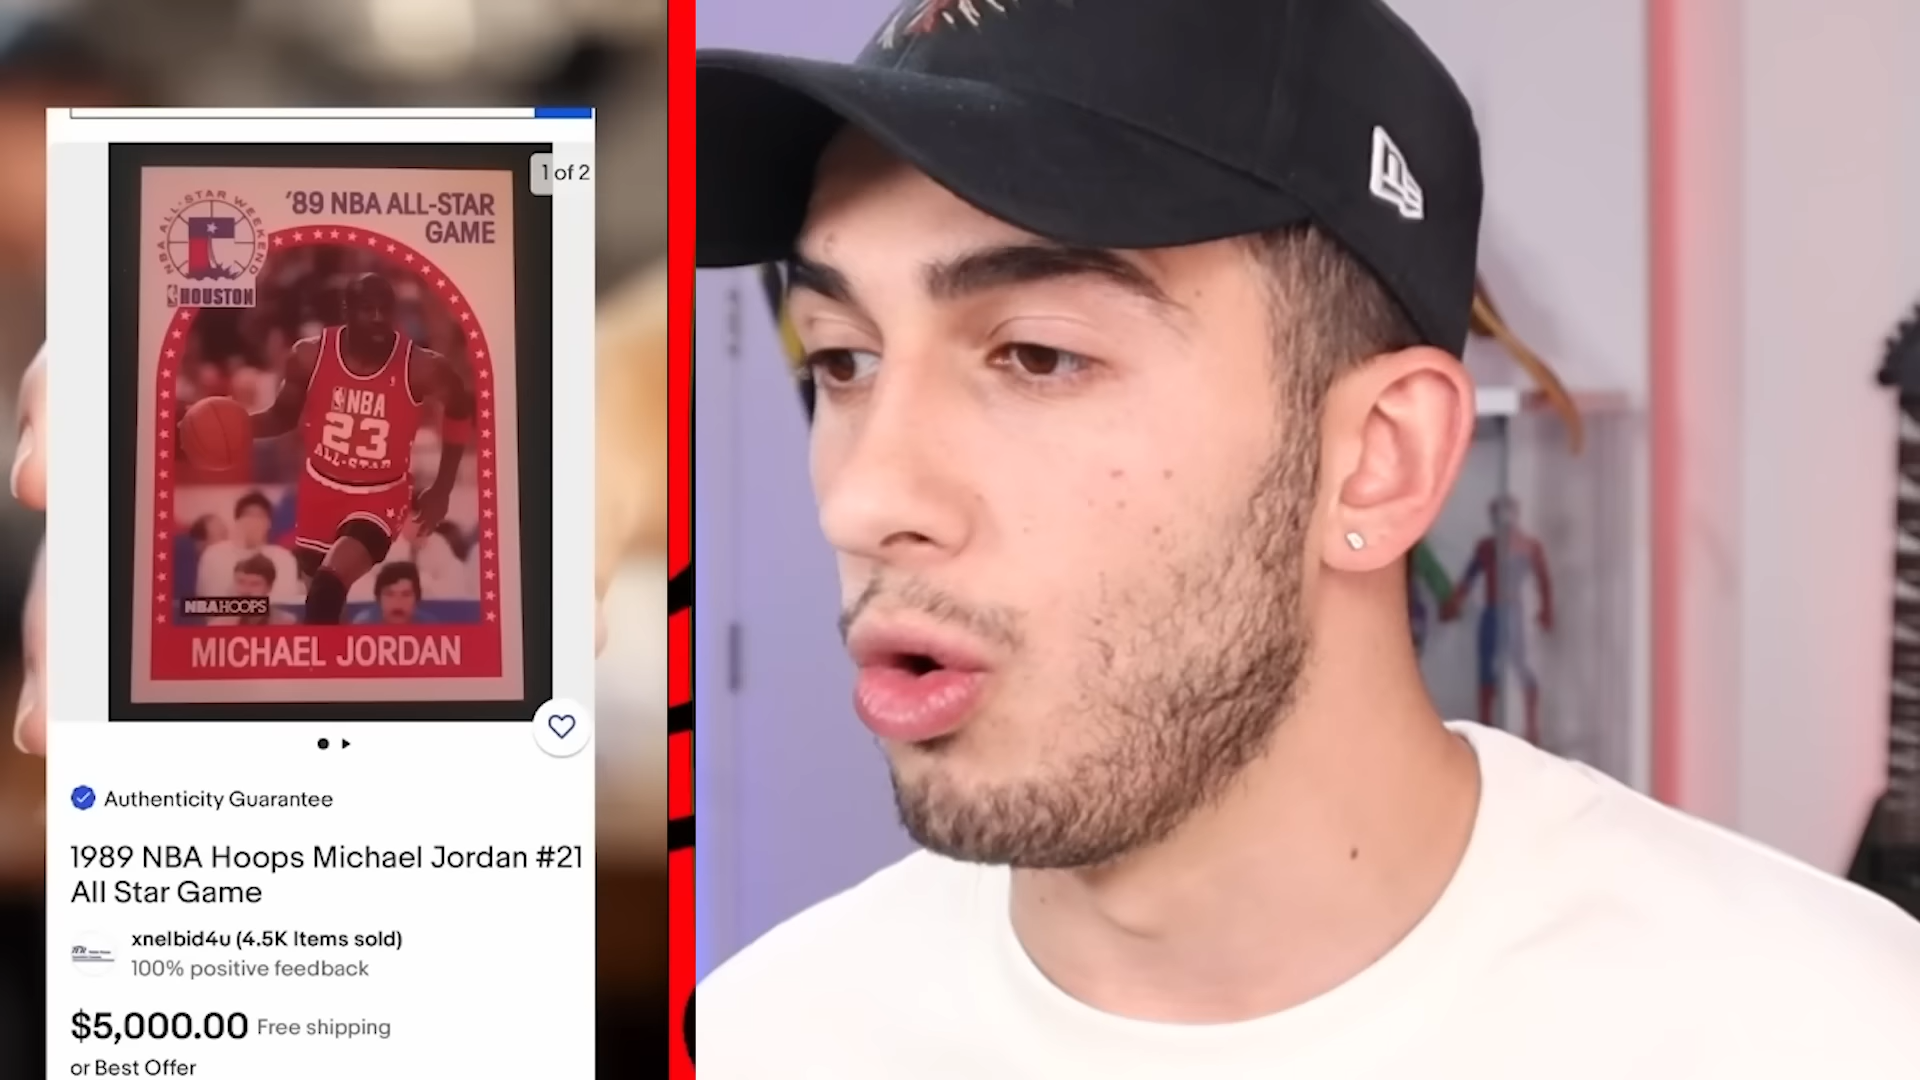 1 of 2
NBA ALL-STAR WEEKEND
'89 NBA ALL-STAR
GAME
HOUSTON
NBA
23
ALL-STAR
NBA HOOPS
MICHAEL JORDAN
Authenticity Guarantee
1989 NBA Hoops Michael Jordan #21
All Star Game
xnelbid4u (4.5K Items sold)
100% positive feedback
$5,000.00 Free shipping
or Best Offer